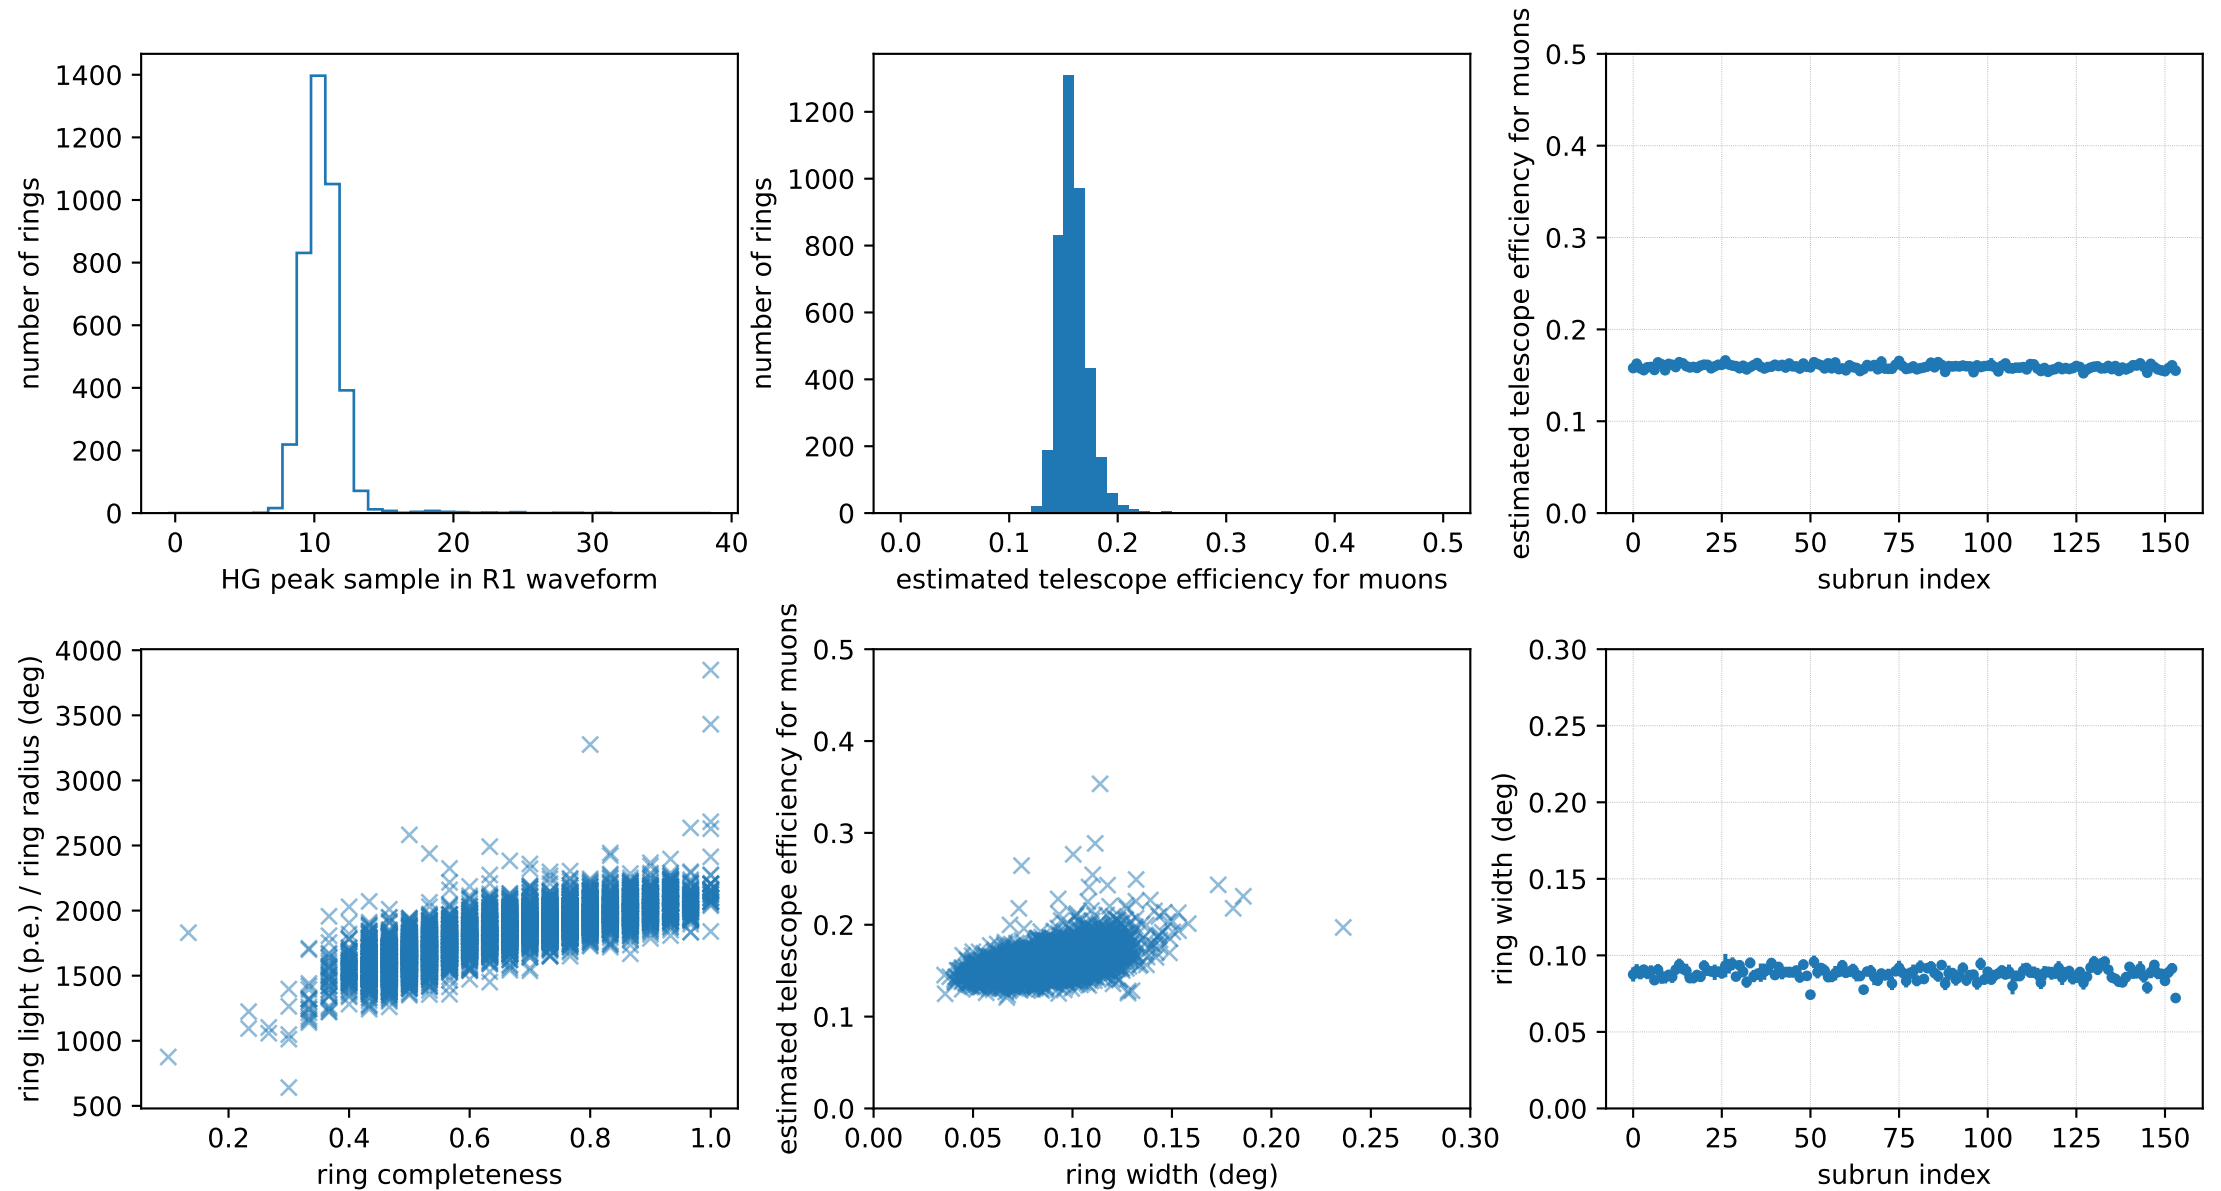 1400
1200
1000
800
600
400
200
0
number of rings
0 10 20 30 40
HG peak sample in R1 waveform
1200
1000
800
600
400
200
0
number of rings
0.0 0.1 0.2 0.3 0.4 0.5
estimated telescope efficiency for muons
0.5
0.4
0.3
0.2
0.1
0.0
estimated telescope efficiency for muons
0 25 50 75 100 125 150
subrun index
4000
3500
3000
2500
2000
1500
1000
500
ring light (p.e.) / ring radius (deg)
0.2 0.4 0.6 0.8 1.0
ring completeness
0.5
0.4
0.3
0.2
0.1
0.0
estimated telescope efficiency for muons
0.00 0.05 0.10 0.15 0.20 0.25 0.30
ring width (deg)
0.30
0.25
0.20
0.15
0.10
0.05
0.00
ring width (deg)
0 25 50 75 100 125 150
subrun index